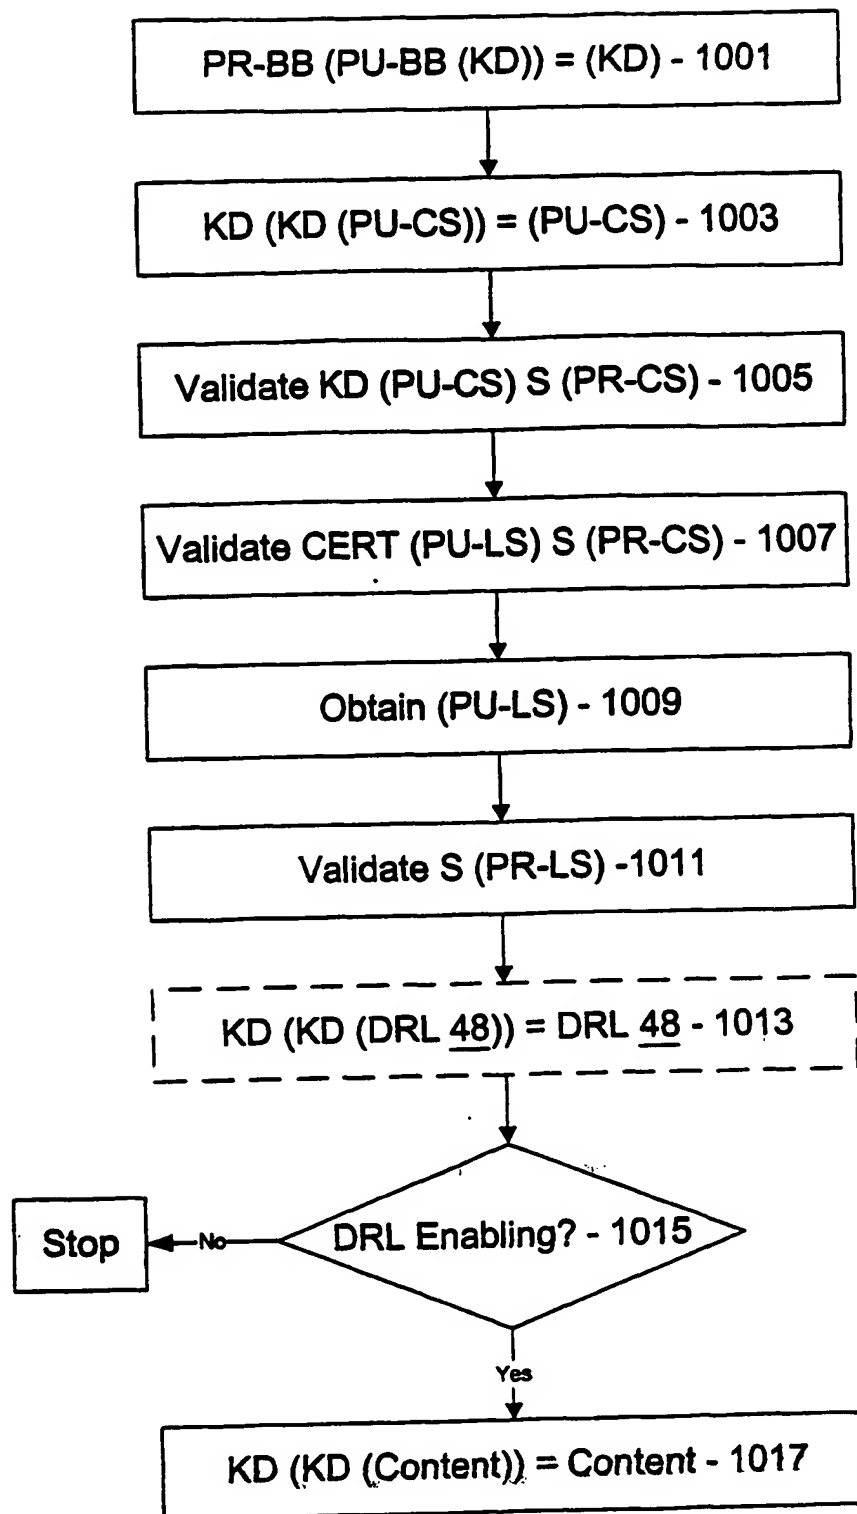 PR-BB (PU-BB (KD)) = (KD) - 1001
KD (KD (PU-CS)) = (PU-CS) - 1003
Validate KD (PU-CS) S (PR-CS) - 1005
Validate CERT (PU-LS) S (PR-CS) - 1007
Obtain (PU-LS) - 1009
Validate S (PR-LS) -1011
KD (KD (DRL 48)) = DRL 48 - 1013
DRL Enabling? - 1015
No
Stop
Yes
KD (KD (Content)) = Content - 1017